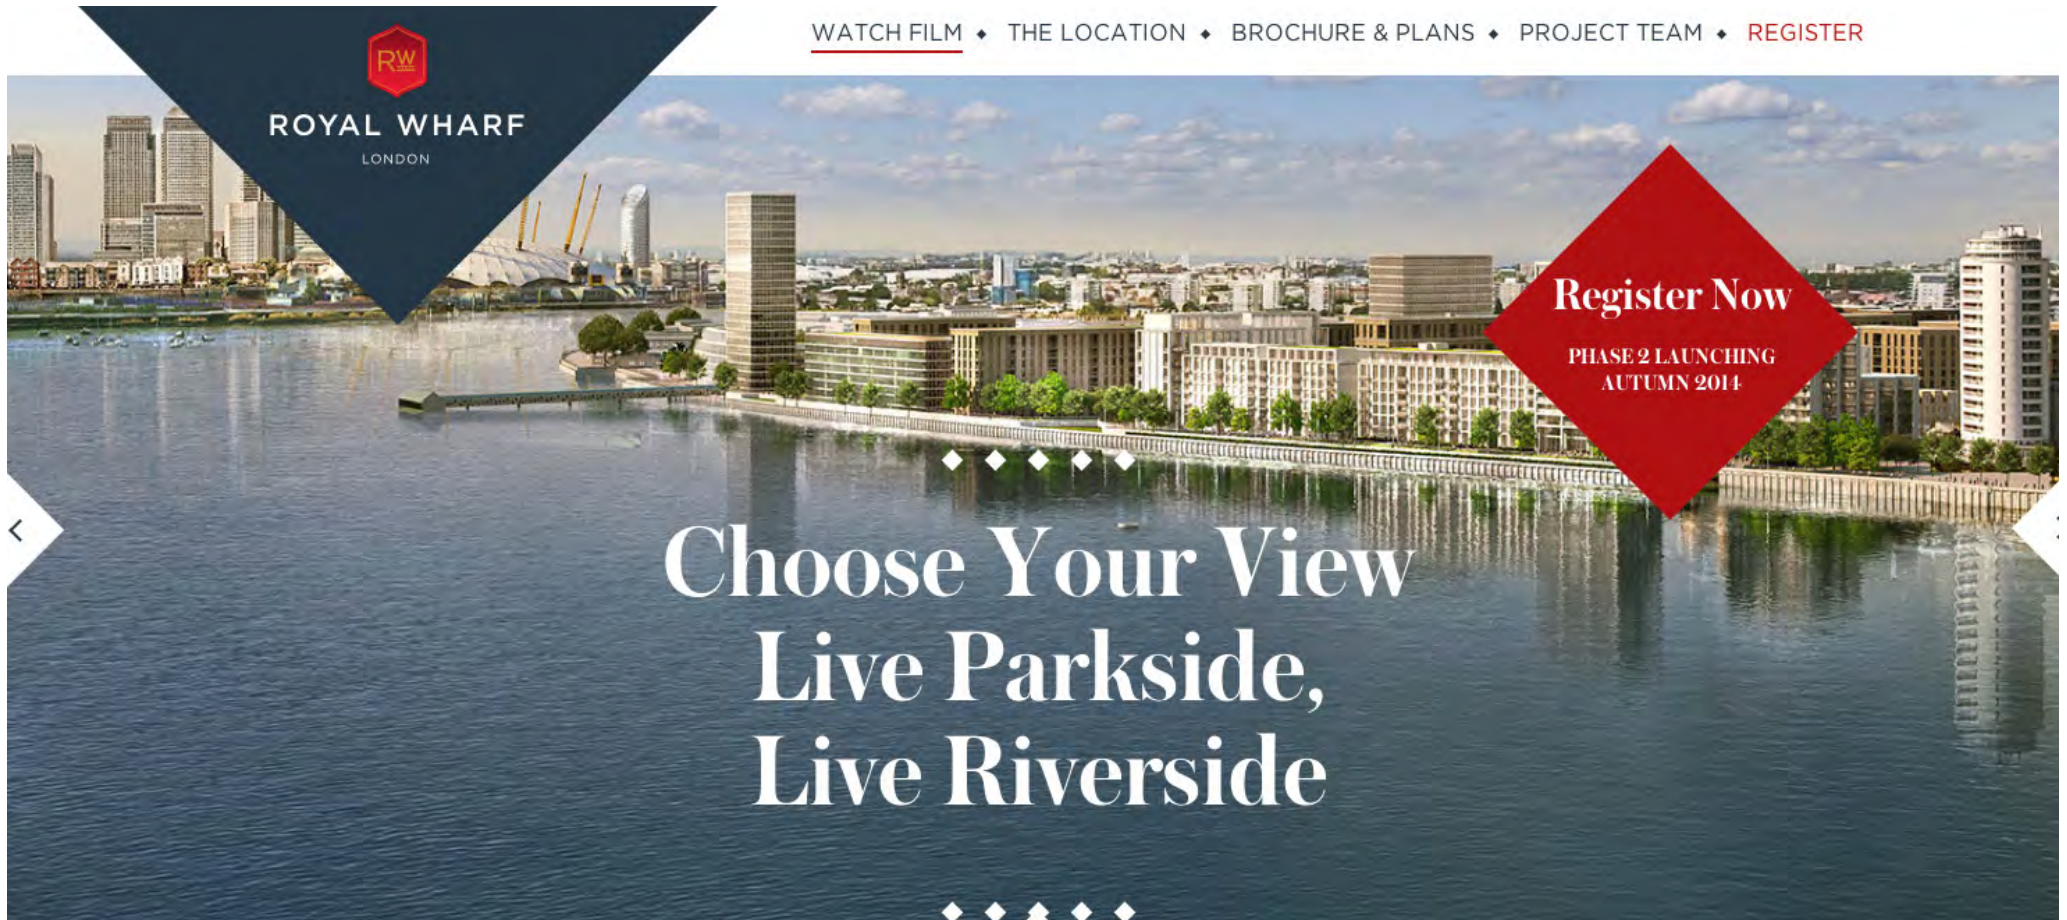 WATCH FILM ◆ THE LOCATION ◆ BROCHURE & PLANS ◆ PROJECT TEAM ◆ REGISTER
RW
ROYAL WHARF
LONDON
Register Now
PHASE 2 LAUNCHING
AUTUMN 2014
Choose Your View
Live Parkside,
Live Riverside